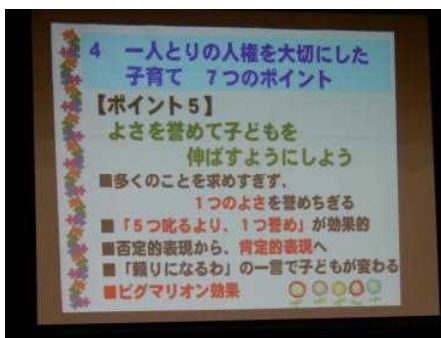 4 一人とりの人権を大切にした
子育て 7つのポイント
【ポイント5】
よさを誉めて子どもを
伸ばすようにしよう
■多くのことを求めすぎず、
1つのよさを誉めちぎる
■「5つ叱るより、1つ誉め」が効果的
■否定的表現から、肯定的表現へ
■「頼りになるわ」の一言で子どもが変わる
■ピグマリオン効果